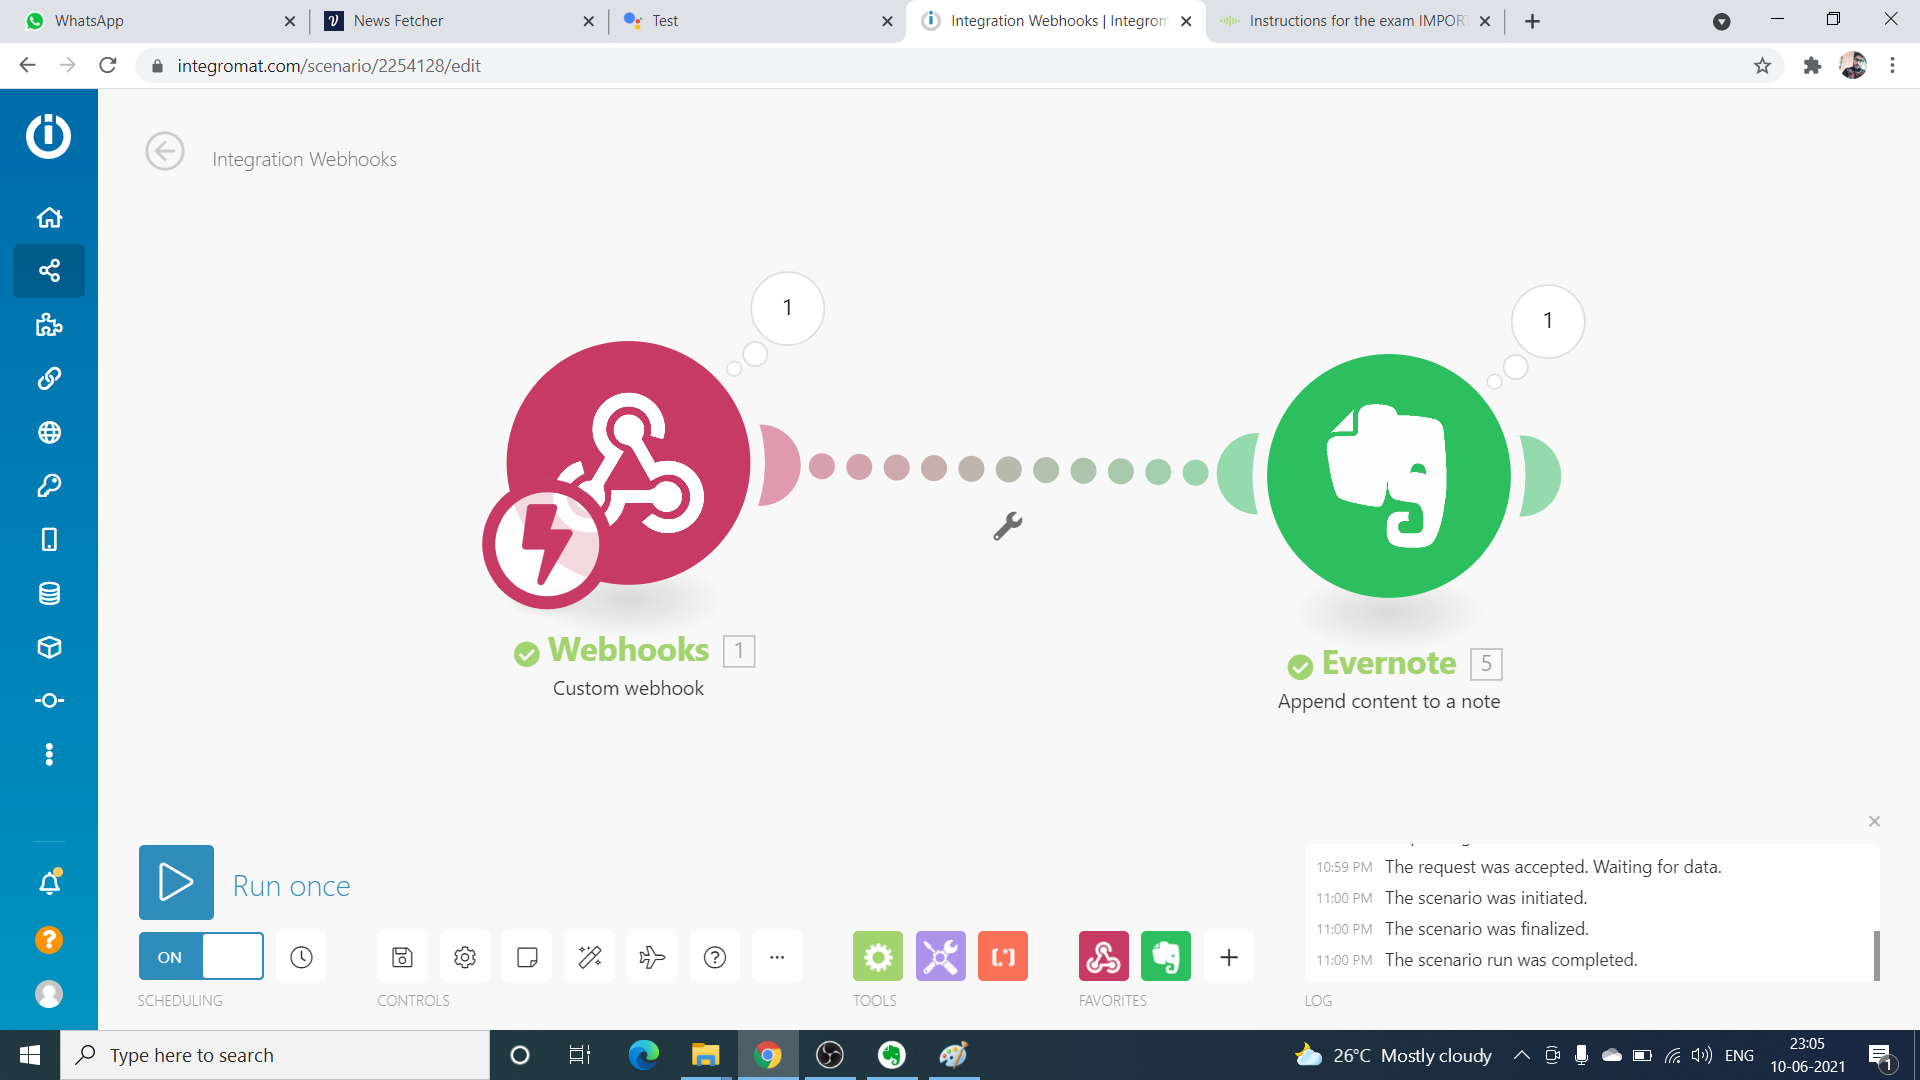 WhatsApp
News Fetcher
Test
Integration Webhooks | Integrom
Instructions for the exam IMPORT
integromat.com/scenario/2254128/edit
Integration Webhooks
1
1
Webhooks 1
Custom webhook
Evernote 5
Append content to a note
Run once
ON
SCHEDULING
CONTROLS
TOOLS
FAVORITES
10:59 PM The request was accepted. Waiting for data.
11:00 PM The scenario was initiated.
11:00 PM The scenario was finalized.
11:00 PM The scenario run was completed.
LOG
Type here to search
26°C Mostly cloudy
ENG
23:05
10-06-2021
1